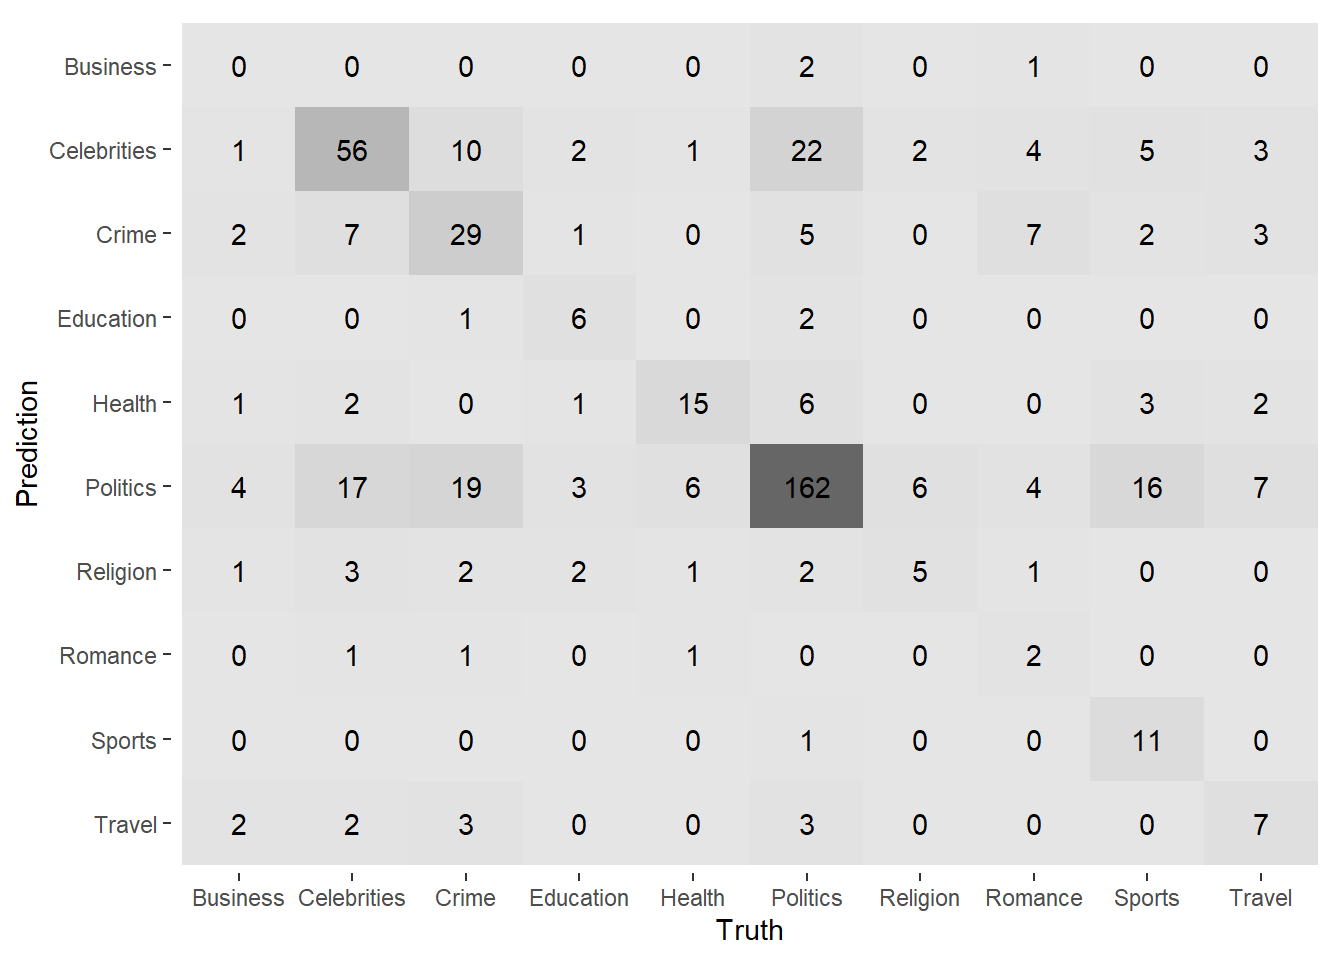 Business 0 0 0 0 0 2 0 1 0 0
Celebrities 1 56 10 2 1 22 2 4 5 3
Crime 2 7 29 1 0 5 0 7 2 3
Education 0 0 1 6 0 2 0 0 0 0
Health 1 2 0 1 15 6 0 0 3 2
Politics 4 17 19 3 6 162 6 4 16 7
Religion 1 3 2 2 1 2 5 1 0 0
Romance 0 1 1 0 1 0 0 2 0 0
Sports 0 0 0 0 0 1 0 0 11 0
Travel 2 2 3 0 0 3 0 0 0 7
Business Celebrities Crime Education Health Politics Religion Romance Sports Travel
Truth
Prediction